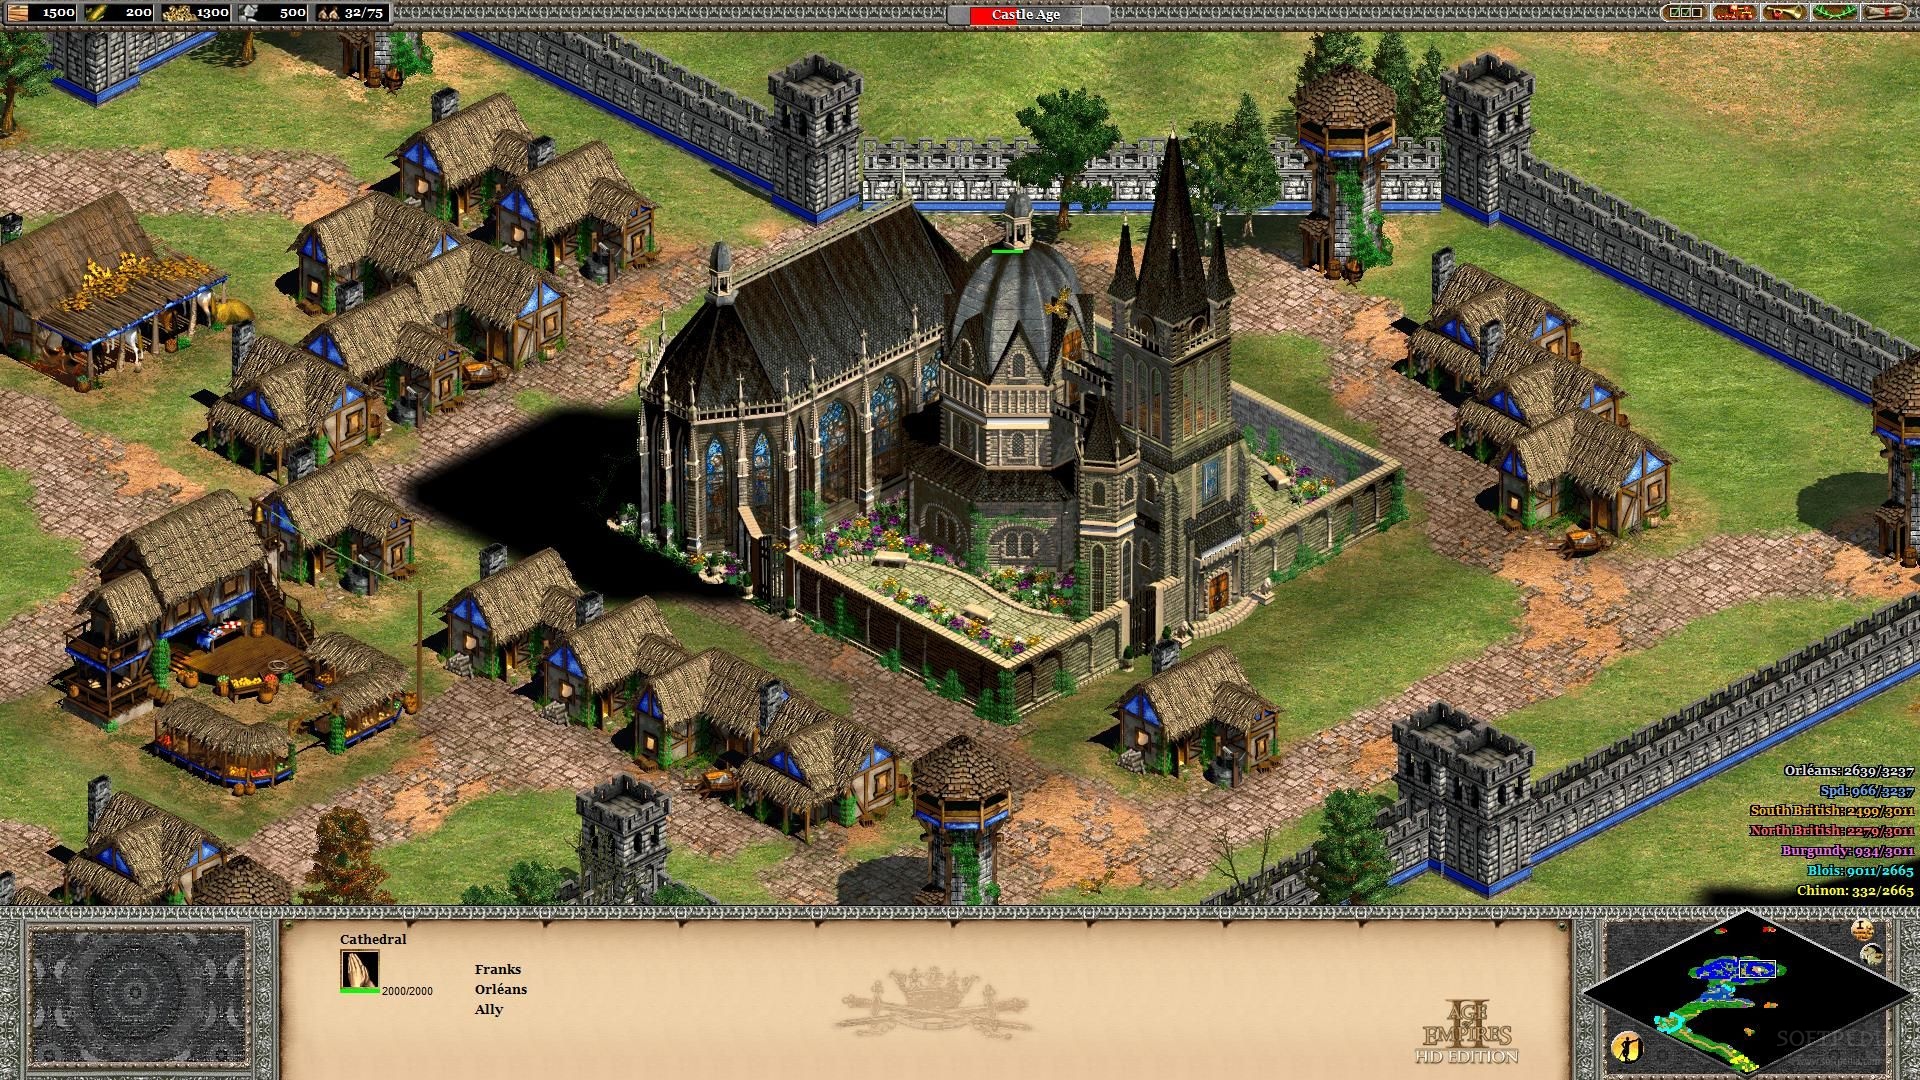 1500 200 1300 500 32/75
Castle Age
Orléans: 2639/3237
Spd: 966/3237
South British: 2499/3011
North British: 2279/3011
Burgundy: 934/3011
Blois: 9011/2665
Chinon: 332/2665
Cathedral
2000/2000
Franks
Orléans
Ally
AGE
OF
EMPIRES
II
HD EDITION
SOFTPEDIA